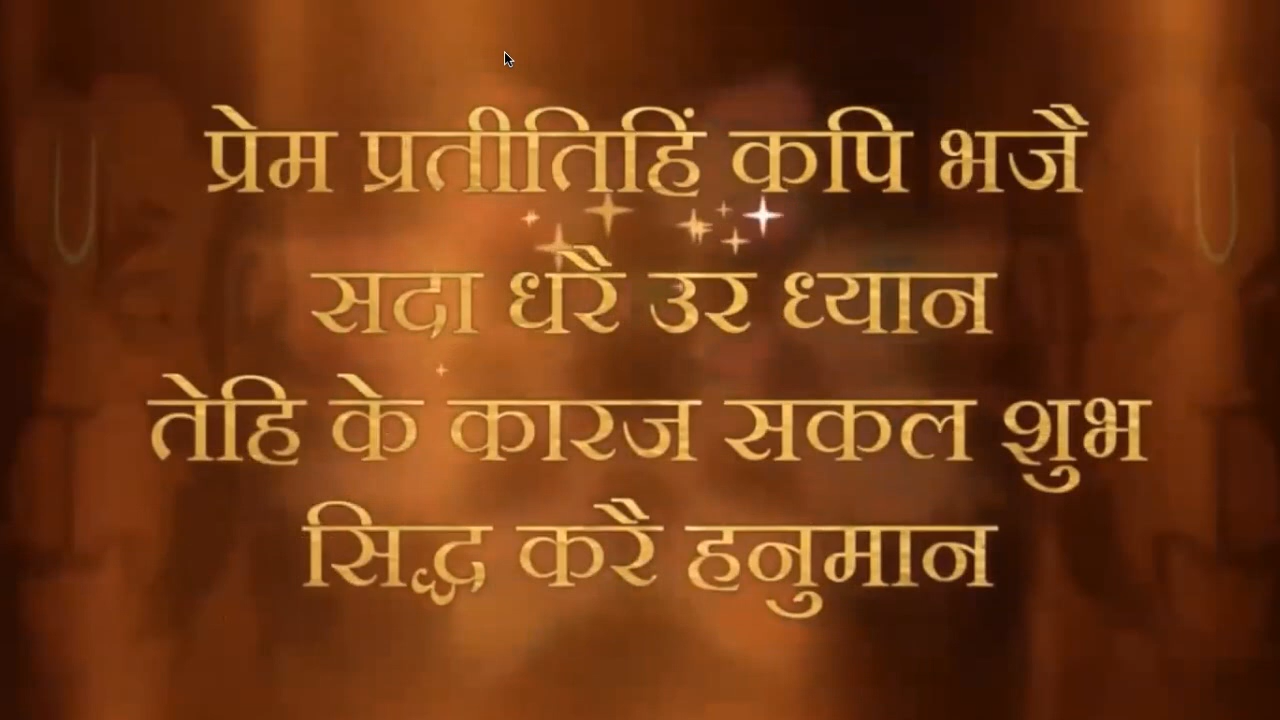 प्रेम प्रतीतिहिं कपि भजै
सदा धरै उर ध्यान
तेहि के कारज सकल शुभ
सिद्ध करै हनुमान